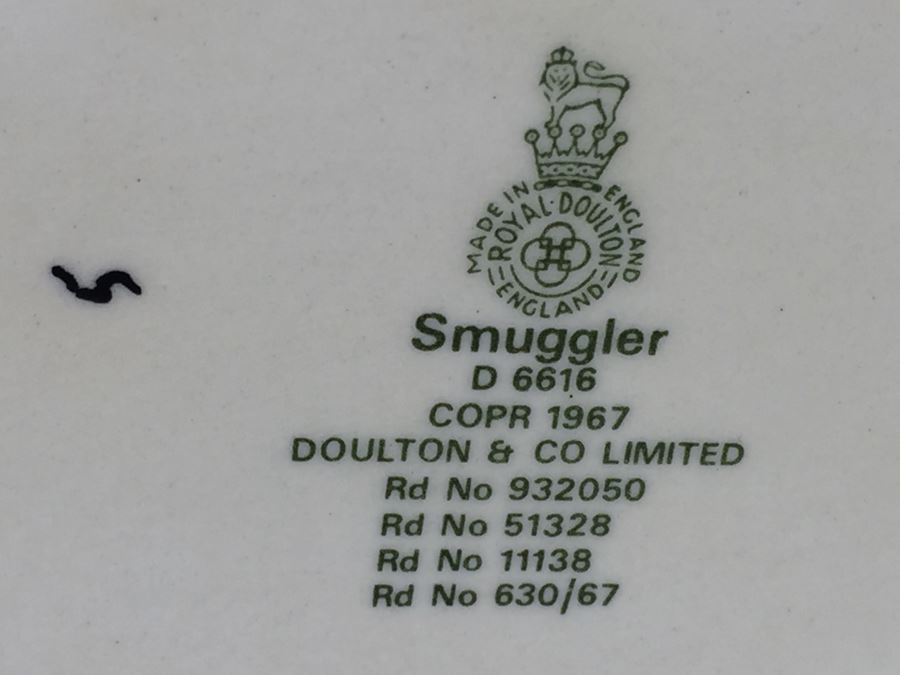 MADE IN ENGLAND
ROYAL·DOULTON
ENGLAND
Smuggler
D 6616
COPR 1967
DOULTON & CO LIMITED
Rd No 932050
Rd No 51328
Rd No 11138
Rd No 630/67